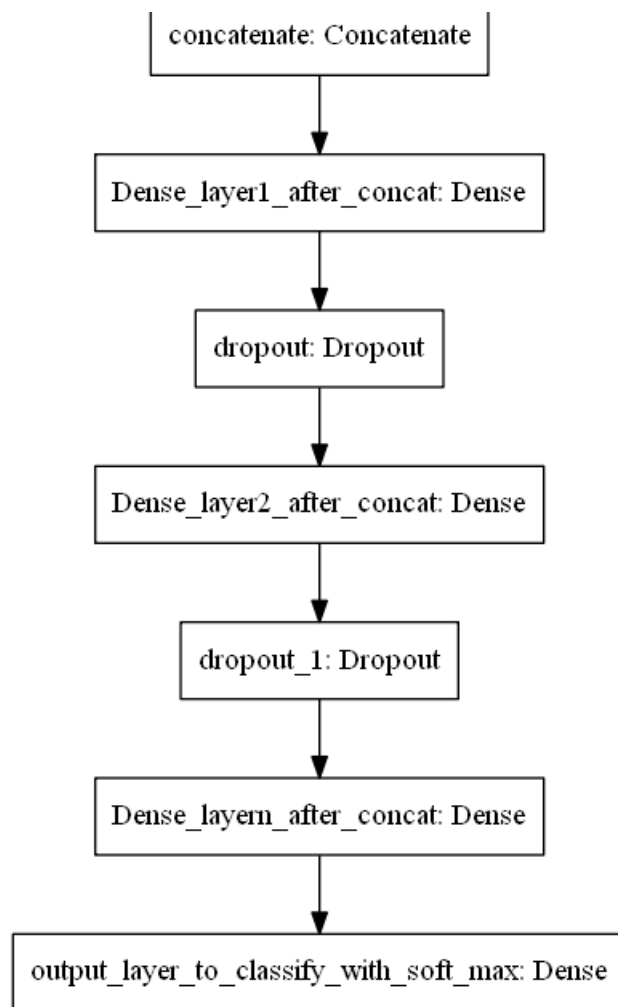 concatenate: Concatenate
Dense_layer1_after_concat: Dense
dropout: Dropout
Dense_layer2_after_concat: Dense
dropout_1: Dropout
Dense_layern_after_concat: Dense
output_layer_to_classify_with_soft_max: Dense